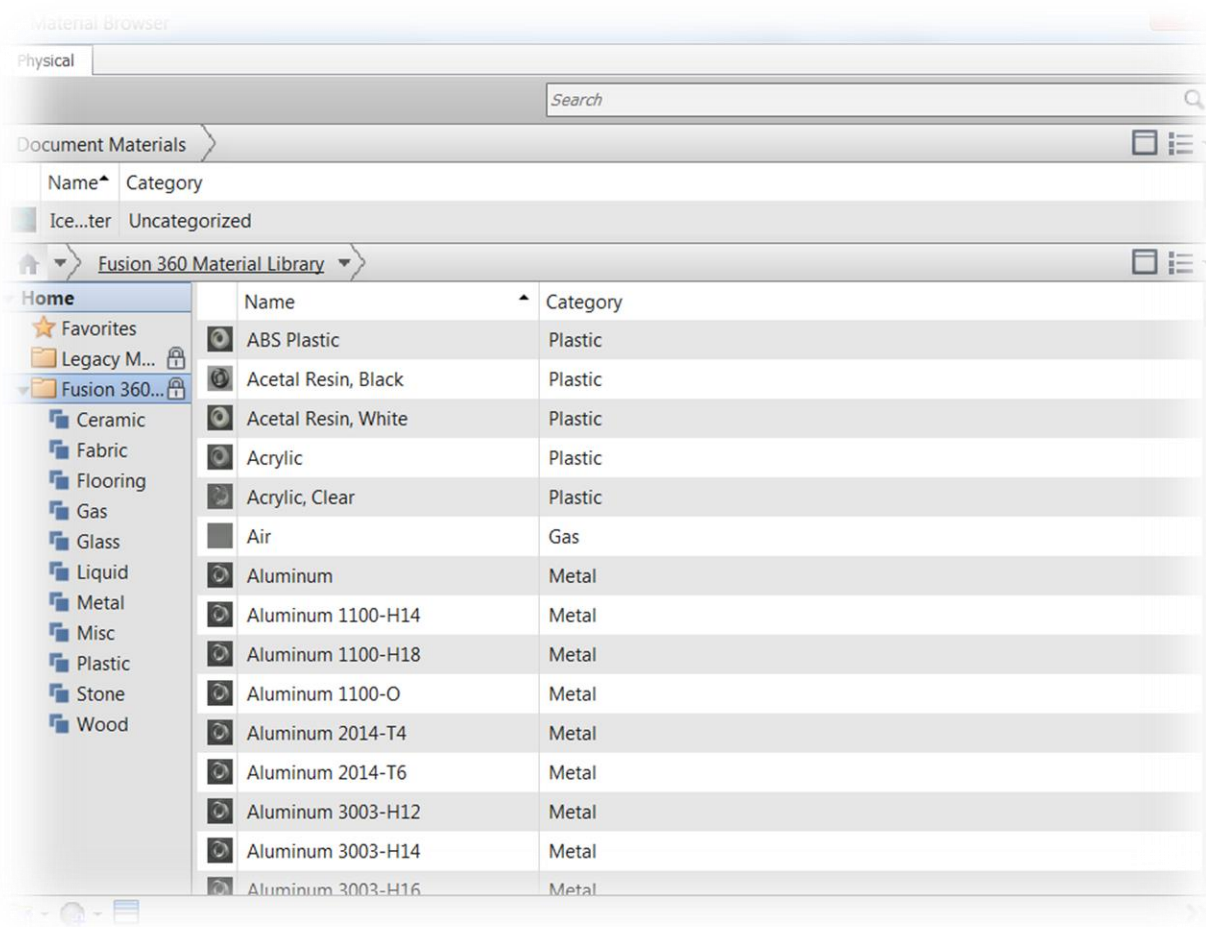 Material Browser
Physical
Search
Document Materials
Name Category
Ice...ter Uncategorized
Fusion 360 Material Library
Home
Favorites
Legacy M...
Fusion 360...
Ceramic
Fabric
Flooring
Gas
Glass
Liquid
Metal
Misc
Plastic
Stone
Wood
Name Category
ABS Plastic Plastic
Acetal Resin, Black Plastic
Acetal Resin, White Plastic
Acrylic Plastic
Acrylic, Clear Plastic
Air Gas
Aluminum Metal
Aluminum 1100-H14 Metal
Aluminum 1100-H18 Metal
Aluminum 1100-O Metal
Aluminum 2014-T4 Metal
Aluminum 2014-T6 Metal
Aluminum 3003-H12 Metal
Aluminum 3003-H14 Metal
Aluminum 3003-H16 Metal